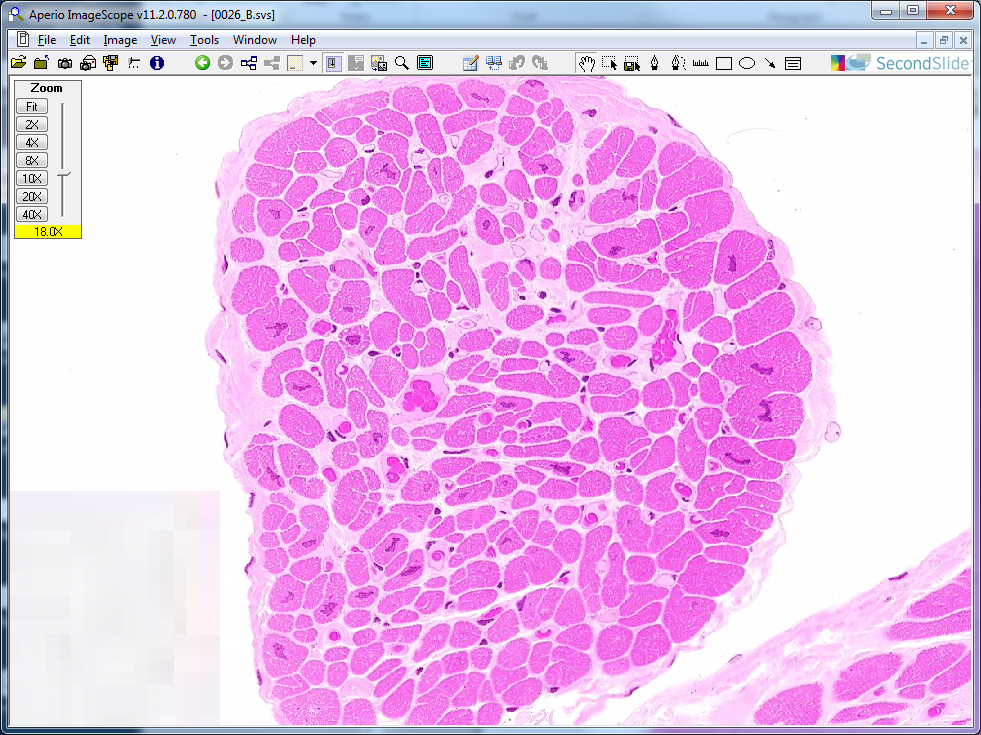 Aperio ImageScope v11.2.0.780 - [0026_B.svs]
File Edit Image View Tools Window Help
SecondSlide
Zoom
Fit
2X
4X
8X
10X
20X
40X
18.0X